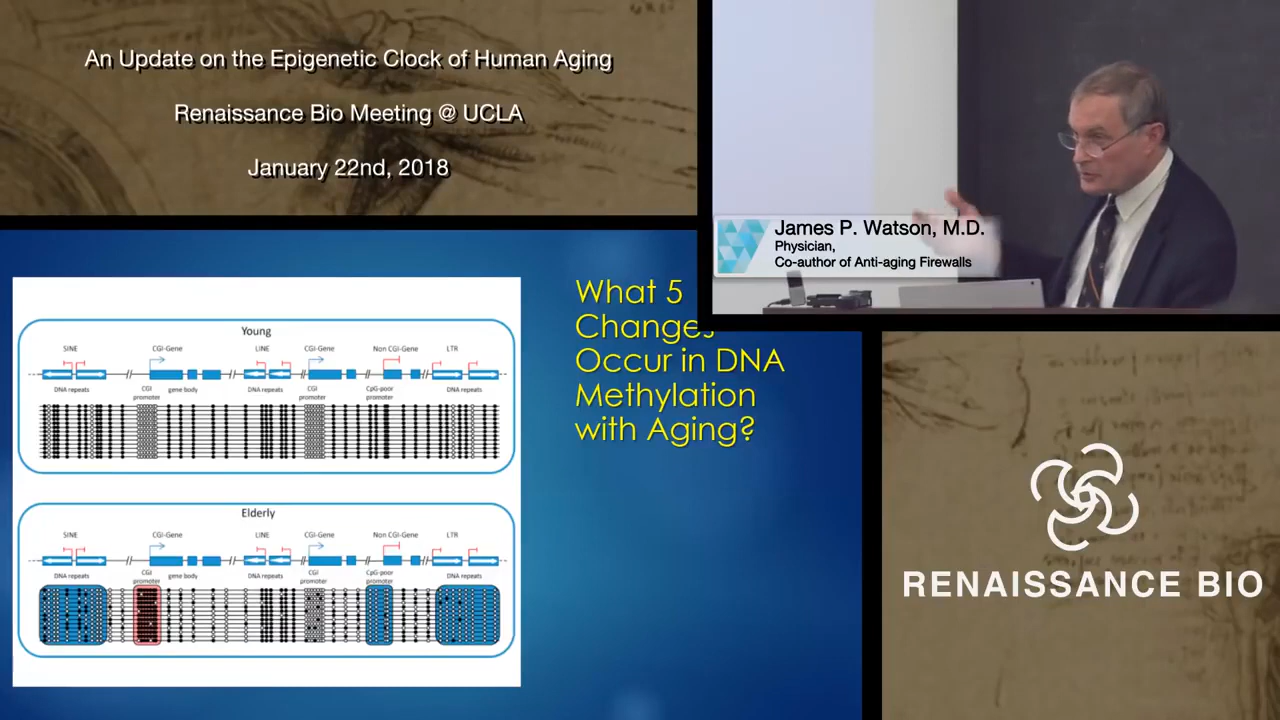 An Update on the Epigenetic Clock of Human Aging
Renaissance Bio Meeting @ UCLA
January 22nd, 2018
James P. Watson, M.D.
Physician,
Co-author of Anti-aging Firewalls
What 5
Changes
Occur in DNA
Methylation
with Aging?
Young
SINE CGI-Gene LINE CGI-Gene Non CGI-Gene LTR
DNA repeats CGI promoter gene body DNA repeats CGI promoter CpG-poor promoter DNA repeats
Elderly
SINE CGI-Gene LINE CGI-Gene Non CGI-Gene LTR
DNA repeats CGI promoter gene body DNA repeats CGI promoter CpG-poor promoter DNA repeats
RENAISSANCE BIO